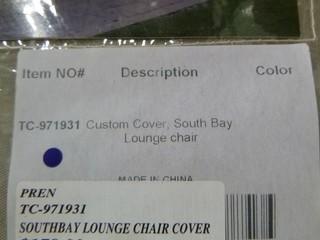 Item NO# Description Color
TC-971931 Custom Cover, South Bay
Lounge chair
MADE IN CHINA
PREN
TC-971931
SOUTHBAY LOUNGE CHAIR COVER